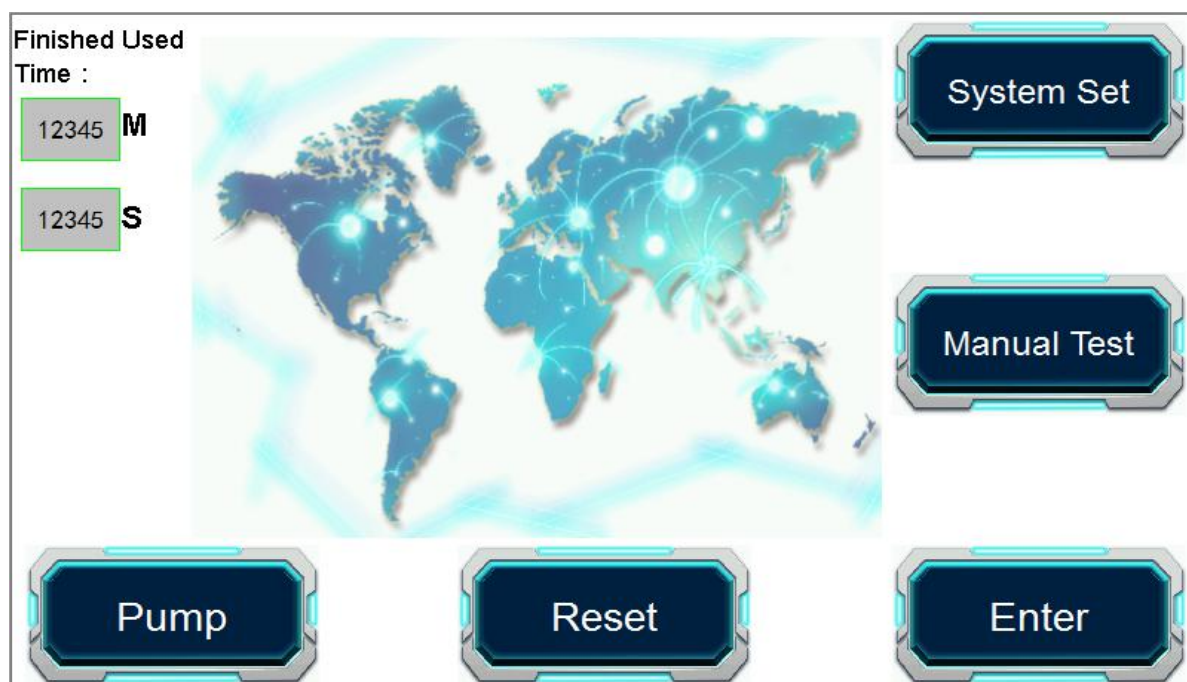 Finished Used
Time :
12345 M
12345 S
System Set
Manual Test
Pump
Reset
Enter